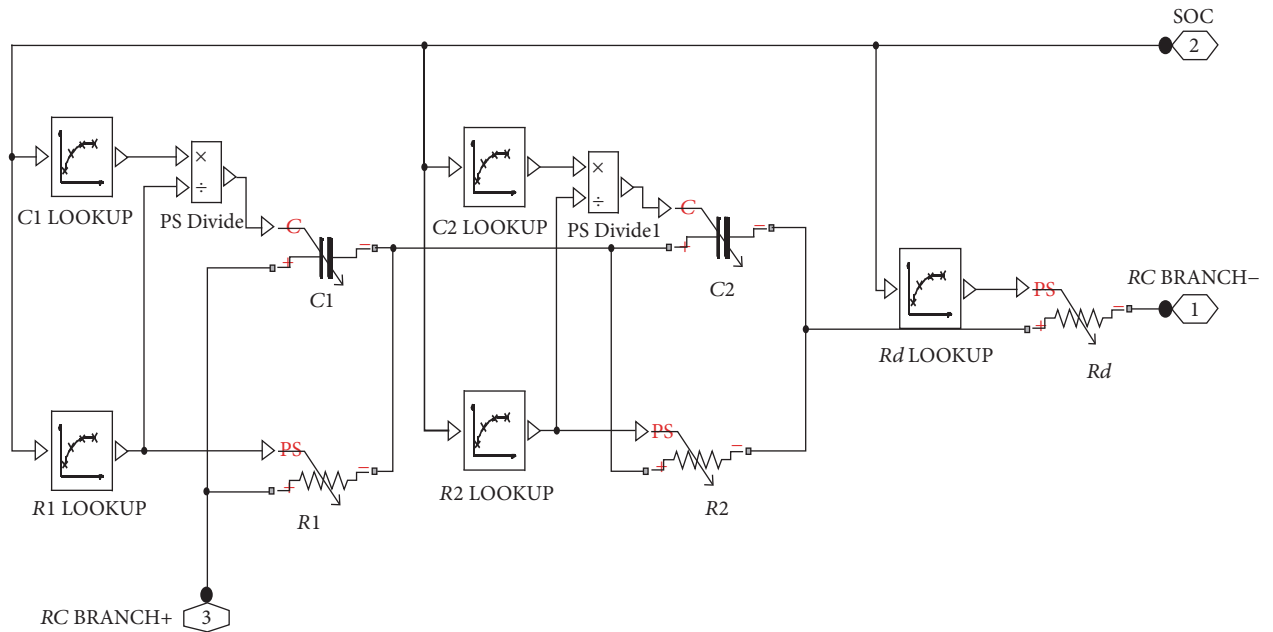 SOC
2
×
÷
C1 LOOKUP
PS Divide
C
+
−
C1
×
÷
C2 LOOKUP
PS Divide1
C
+
−
C2
PS
+
−
Rd LOOKUP
Rd
RC BRANCH−
1
R1 LOOKUP
PS
+
−
R1
R2 LOOKUP
PS
+
−
R2
RC BRANCH+
3